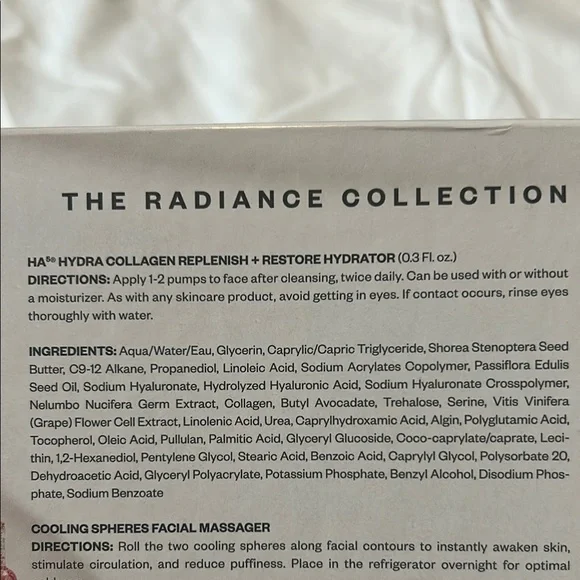 THE RADIANCE COLLECTION
HA⁵® HYDRA COLLAGEN REPLENISH + RESTORE HYDRATOR (0.3 Fl. oz.)
DIRECTIONS: Apply 1-2 pumps to face after cleansing, twice daily. Can be used with or without
a moisturizer. As with any skincare product, avoid getting in eyes. If contact occurs, rinse eyes
thoroughly with water.
INGREDIENTS: Aqua/Water/Eau, Glycerin, Caprylic/Capric Triglyceride, Shorea Stenoptera Seed
Butter, C9-12 Alkane, Propanediol, Linoleic Acid, Sodium Acrylates Copolymer, Passiflora Edulis
Seed Oil, Sodium Hyaluronate, Hydrolyzed Hyaluronic Acid, Sodium Hyaluronate Crosspolymer,
Nelumbo Nucifera Germ Extract, Collagen, Butyl Avocadate, Trehalose, Serine, Vitis Vinifera
(Grape) Flower Cell Extract, Linolenic Acid, Urea, Caprylhydroxamic Acid, Algin, Polyglutamic Acid,
Tocopherol, Oleic Acid, Pullulan, Palmitic Acid, Glyceryl Glucoside, Coco-caprylate/caprate, Leci-
thin, 1,2-Hexanediol, Pentylene Glycol, Stearic Acid, Benzoic Acid, Caprylyl Glycol, Polysorbate 20,
Dehydroacetic Acid, Glyceryl Polyacrylate, Potassium Phosphate, Benzyl Alcohol, Disodium Phos-
phate, Sodium Benzoate
COOLING SPHERES FACIAL MASSAGER
DIRECTIONS: Roll the two cooling spheres along facial contours to instantly awaken skin,
stimulate circulation, and reduce puffiness. Place in the refrigerator overnight for optimal